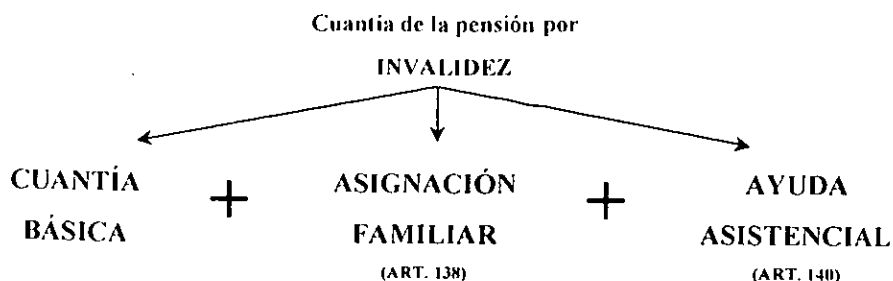 Cuantía de la pensión por
INVALIDEZ
CUANTÍA
BÁSICA
+
ASIGNACIÓN
FAMILIAR
(ART. 138)
+
AYUDA
ASISTENCIAL
(ART. 140)